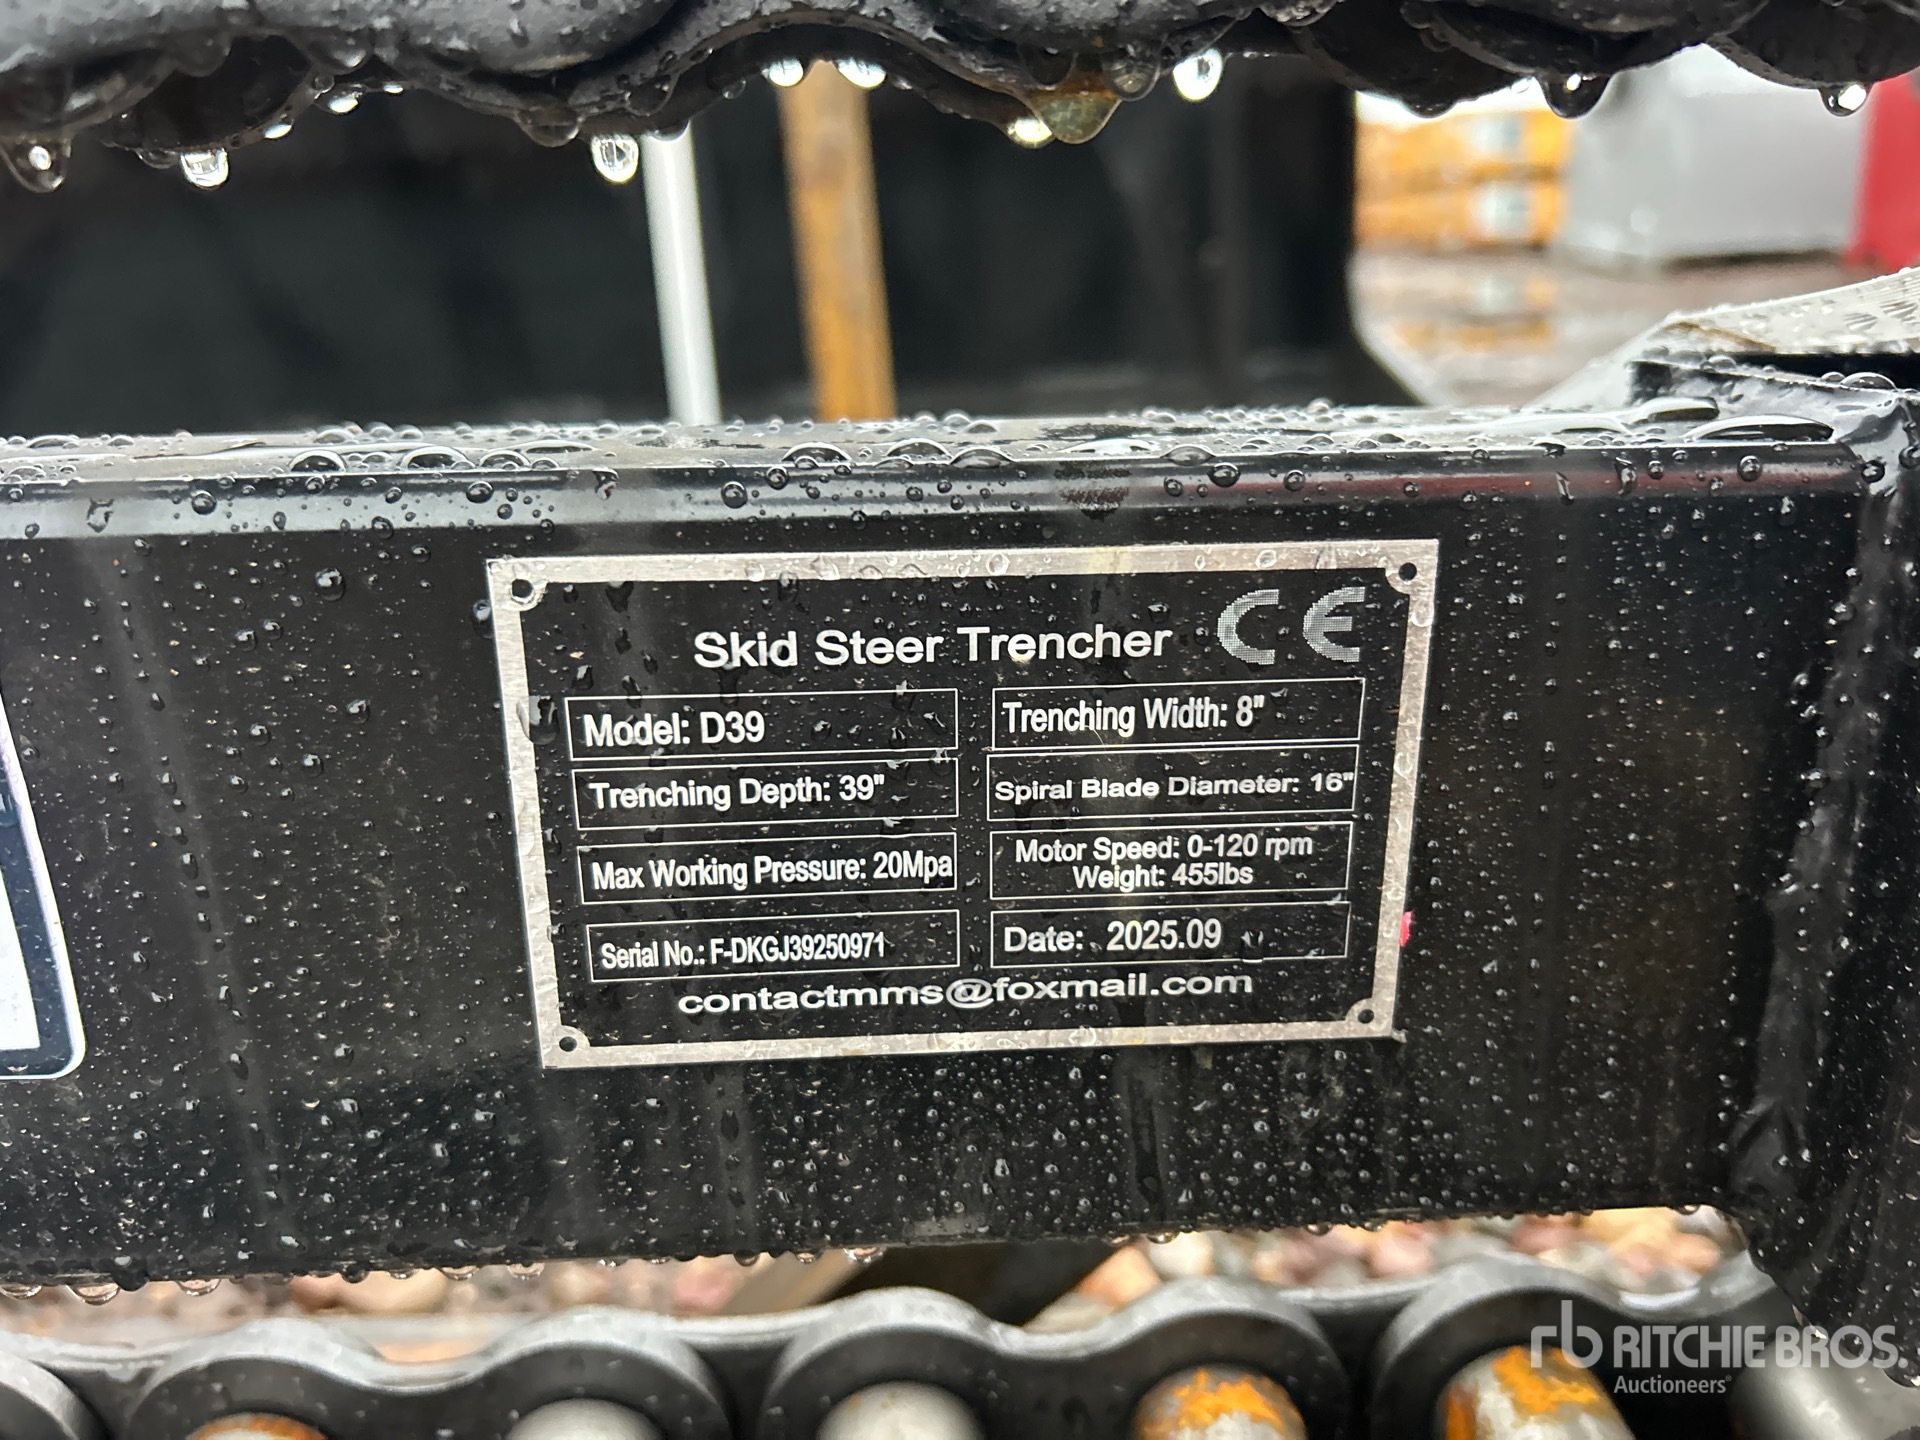 Skid Steer Trencher CE
Model: D39
Trenching Width: 8"
Trenching Depth: 39"
Spiral Blade Diameter: 16"
Max Working Pressure: 20Mpa
Motor Speed: 0-120 rpm
Weight: 455lbs
Serial No.: F-DKGJ39250971
Date: 2025.09
contactmms@foxmail.com
rb RITCHIE BROS.
Auctioneers